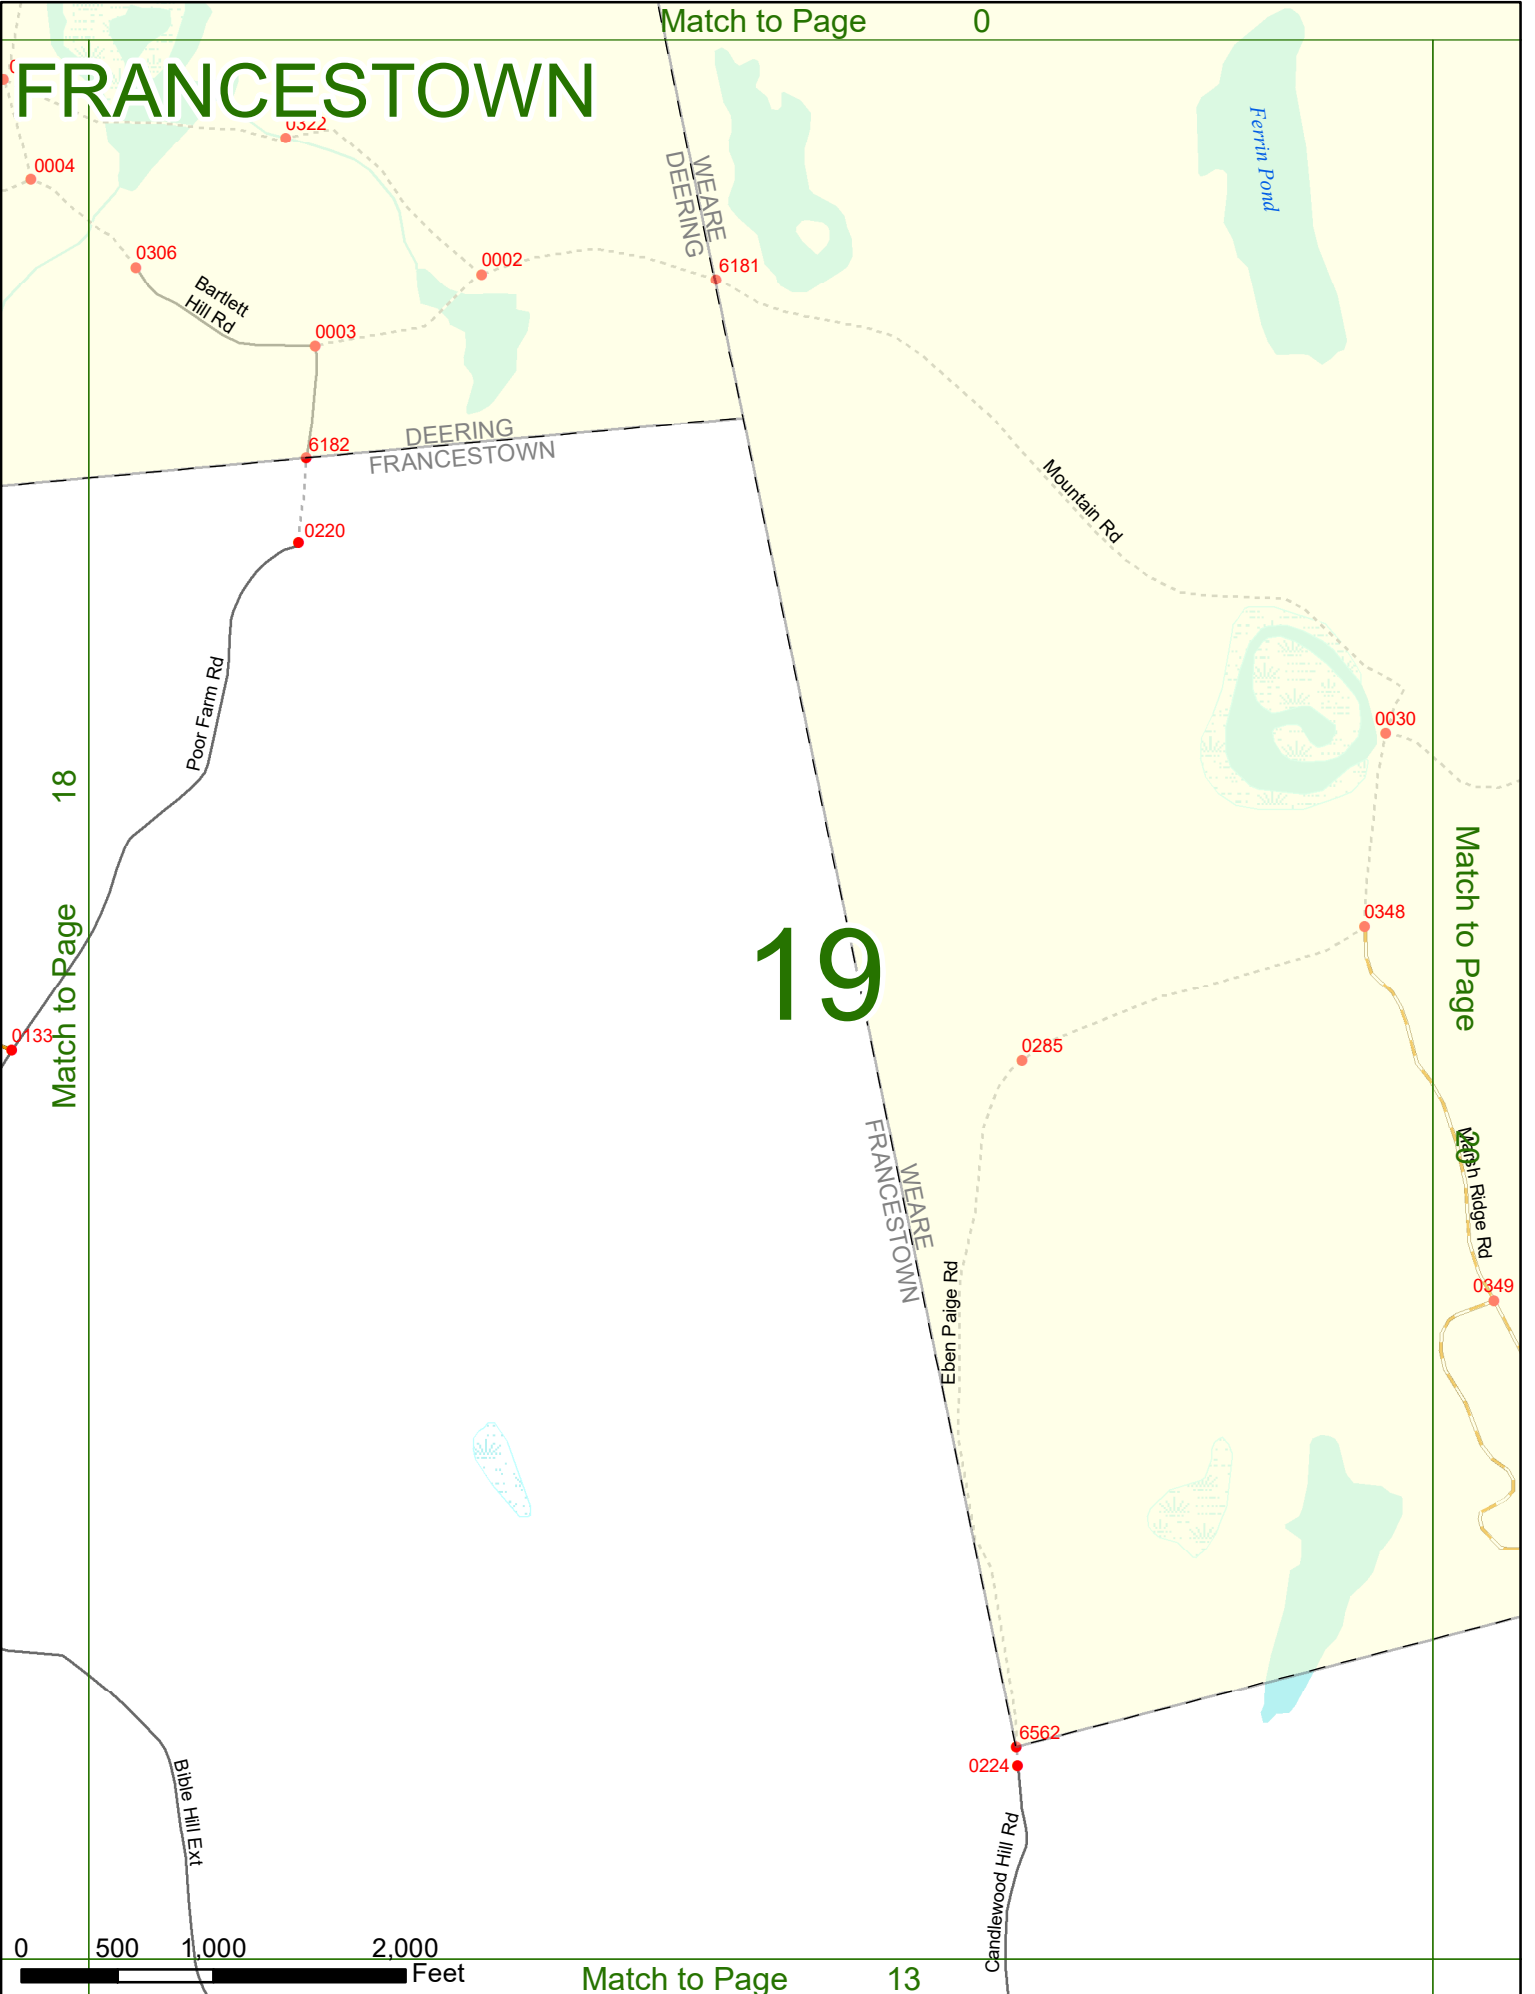 Match to Page 0
FRANCESTOWN
0322
0004
WEARE
DEERING
Ferrin Pond
0306
0002
6181
Bartlett
Hill Rd
0003
DEERING
6182
FRANCESTOWN
Mountain Rd
0220
Poor Farm Rd
0030
Match to Page 18
Match to Page
0348
19
0133
0285
WEARE
FRANCESTOWN
Marsh Ridge Rd
Eben Paige Rd
0349
6562
0224
Bible Hill Ext
Candlewood Hill Rd
0 500 1,000 2,000
Feet
Match to Page 13